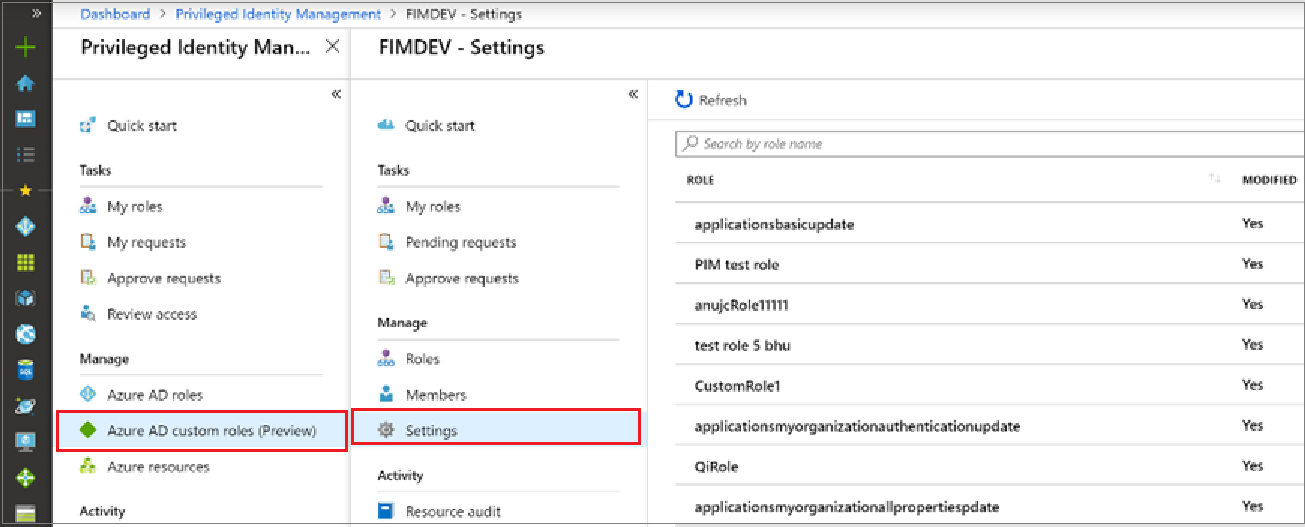 Dashboard > Privileged Identity Management > FIMDEV - Settings
Privileged Identity Man... ×
«
Quick start
Tasks
My roles
My requests
Approve requests
Review access
Manage
Azure AD roles
Azure AD custom roles (Preview)
Azure resources
Activity
FIMDEV - Settings
«
Quick start
Tasks
My roles
Pending requests
Approve requests
Manage
Roles
Members
Settings
Activity
Resource audit
Refresh
Search by role name
ROLE MODIFIED
applicationsbasicupdate Yes
PIM test role Yes
anujcRole11111 Yes
test role 5 bhu Yes
CustomRole1 Yes
applicationsmyorganizationauthenticationupdate Yes
QiRole Yes
applicationsmyorganizationallpropertiespdate Yes